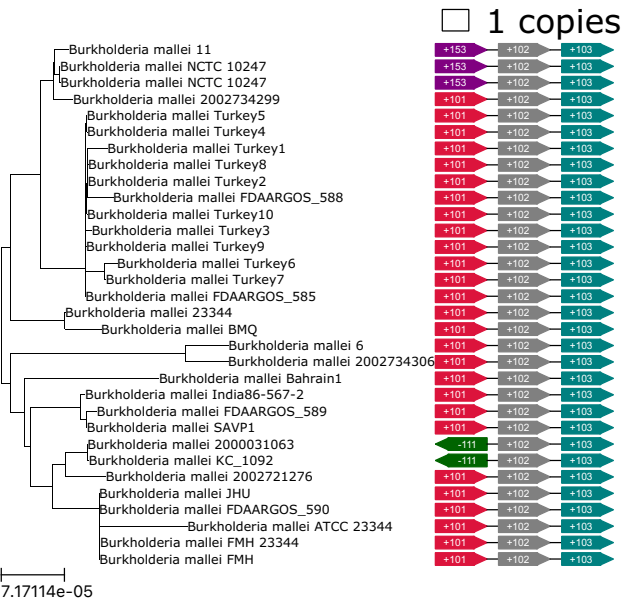 1 copies
Burkholderia mallei 11 +153 +102 +103
Burkholderia mallei NCTC 10247 +153 +102 +103
Burkholderia mallei NCTC 10247 +153 +102 +103
Burkholderia mallei 2002734299 +101 +102 +103
Burkholderia mallei Turkey5 +101 +102 +103
Burkholderia mallei Turkey4 +101 +102 +103
Burkholderia mallei Turkey1 +101 +102 +103
Burkholderia mallei Turkey8 +101 +102 +103
Burkholderia mallei Turkey2 +101 +102 +103
Burkholderia mallei FDAARGOS_588 +101 +102 +103
Burkholderia mallei Turkey10 +101 +102 +103
Burkholderia mallei Turkey3 +101 +102 +103
Burkholderia mallei Turkey9 +101 +102 +103
Burkholderia mallei Turkey6 +101 +102 +103
Burkholderia mallei Turkey7 +101 +102 +103
Burkholderia mallei FDAARGOS_585 +101 +102 +103
Burkholderia mallei 23344 +101 +102 +103
Burkholderia mallei BMQ +101 +102 +103
Burkholderia mallei 6 +101 +102 +103
Burkholderia mallei 2002734306 +101 +102 +103
Burkholderia mallei Bahrain1 +101 +102 +103
Burkholderia mallei India86-567-2 +101 +102 +103
Burkholderia mallei FDAARGOS_589 +101 +102 +103
Burkholderia mallei SAVP1 +101 +102 +103
Burkholderia mallei 2000031063 -111 +102 +103
Burkholderia mallei KC_1092 -111 +102 +103
Burkholderia mallei 2002721276 +101 +102 +103
Burkholderia mallei JHU +101 +102 +103
Burkholderia mallei FDAARGOS_590 +101 +102 +103
Burkholderia mallei ATCC 23344 +101 +102 +103
Burkholderia mallei FMH 23344 +101 +102 +103
Burkholderia mallei FMH +101 +102 +103
7.17114e-05